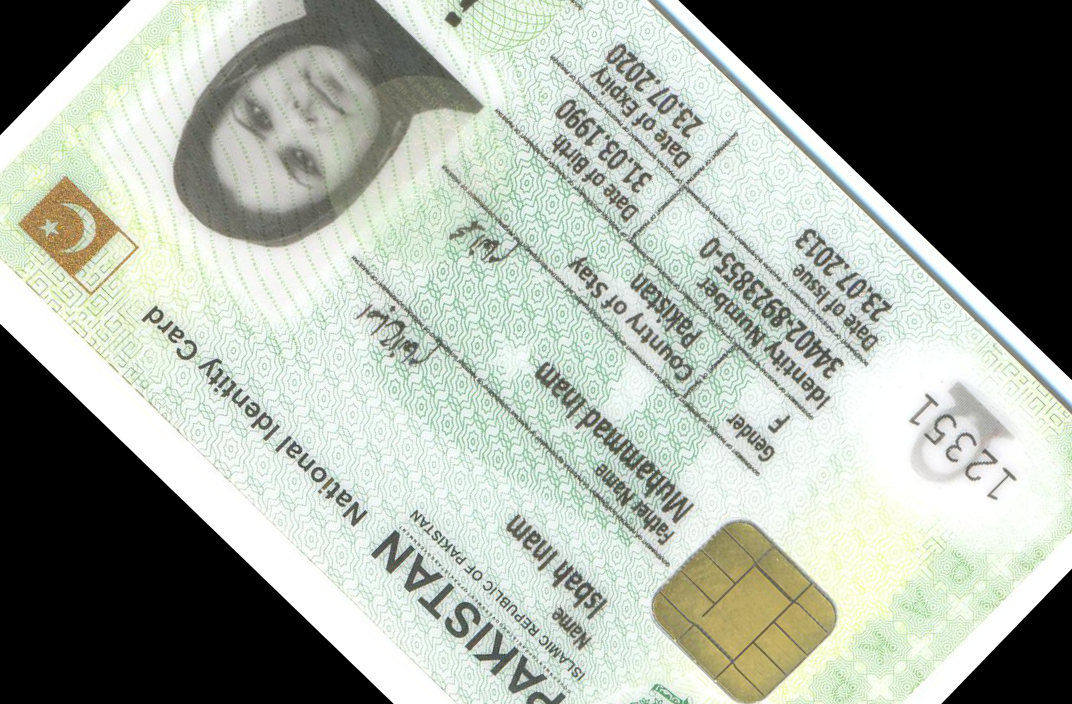 PAKISTAN
National Identity Card
ISLAMIC REPUBLIC OF PAKISTAN
Name
Isbah Inam
Father Name
Muhammad Inam
Gender
F
Country of Stay
Pakistan
Identity Number
34402-8923855-0
Date of Birth
31.03.1990
Date of Issue
23.07.2013
Date of Expiry
23.07.2020
12351